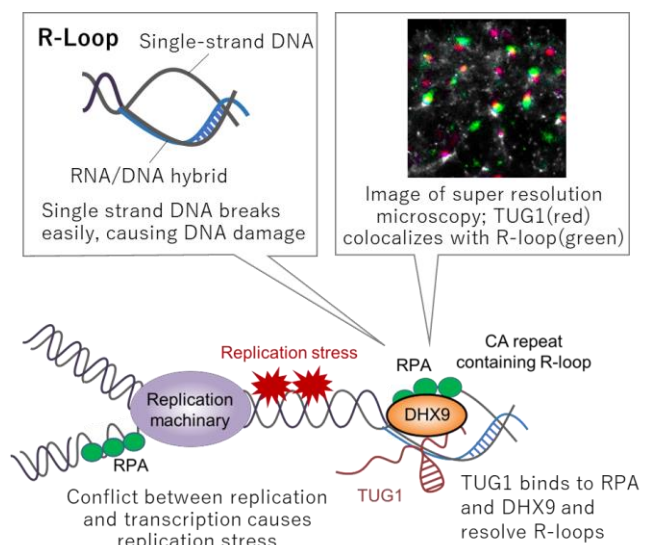 R-Loop
Single-strand DNA
RNA/DNA hybrid
Single strand DNA breaks
easily, causing DNA damage
Image of super resolution
microscopy; TUG1(red)
colocalizes with R-loop(green)
Replication stress
RPA
CA repeat
containing R-loop
Replication
machinary
DHX9
RPA
TUG1
Conflict between replication
and transcription causes
replication stress
TUG1 binds to RPA
and DHX9 and
resolve R-loops